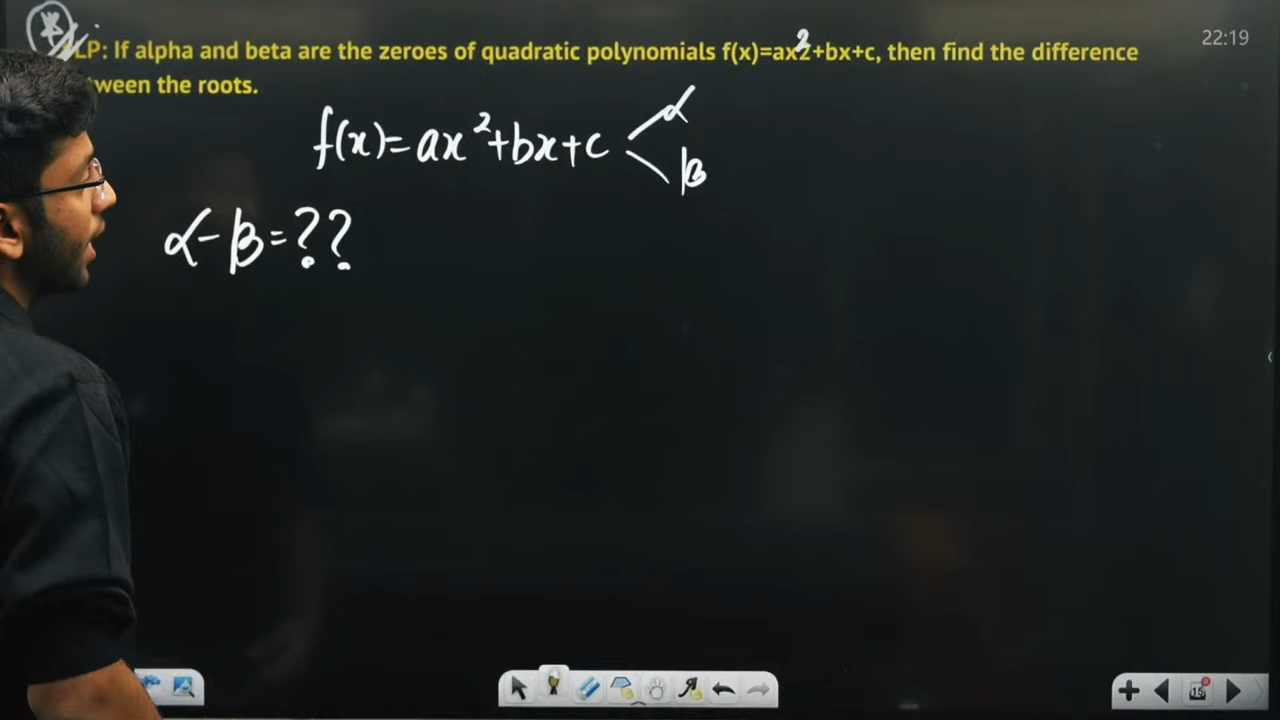 22:19
LP: If alpha and beta are the zeroes of quadratic polynomials f(x)=ax2+bx+c, then find the difference
tween the roots.
f(x)=ax²+bx+c
α
β
α-β=??
15